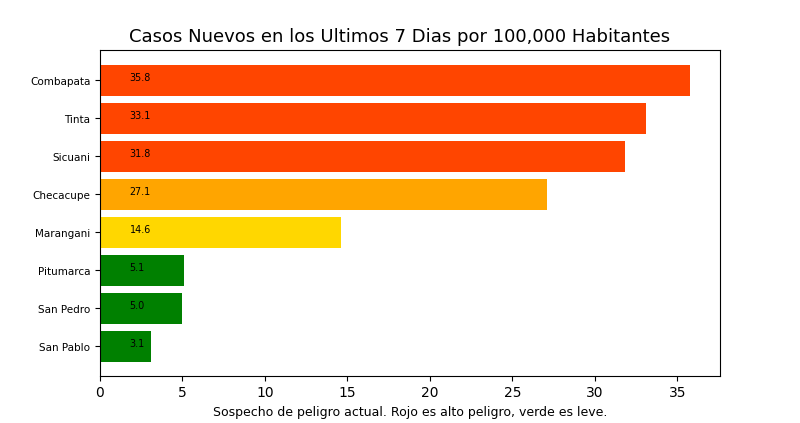 Casos Nuevos en los Ultimos 7 Dias por 100,000 Habitantes
Combapata 35.8
Tinta 33.1
Sicuani 31.8
Checacupe 27.1
Marangani 14.6
Pitumarca 5.1
San Pedro 5.0
San Pablo 3.1
0 5 10 15 20 25 30 35
Sospecho de peligro actual. Rojo es alto peligro, verde es leve.